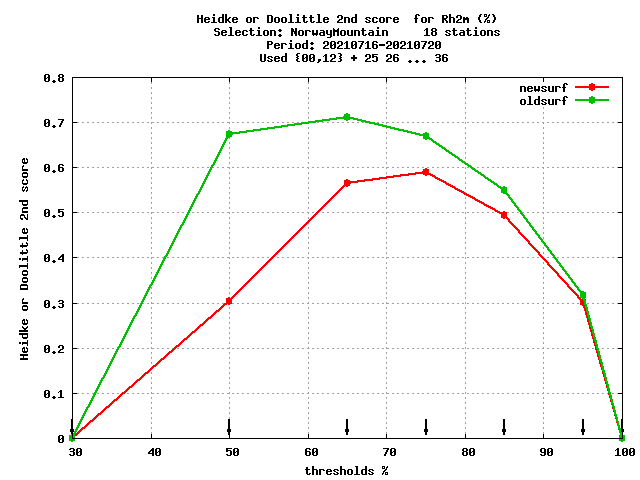 Heidke or Doolittle 2nd score  for Rh2m (%)
Selection: NorwayMountain     18 stations
Period: 20210716-20210720
Used {00,12} + 25 26 ... 36
newsurf
oldsurf
Heidke or Doolittle 2nd score
0.8
0.7
0.6
0.5
0.4
0.3
0.2
0.1
0
30 40 50 60 70 80 90 100
thresholds %